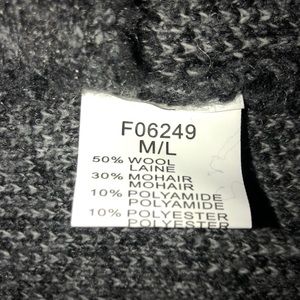 F06249
M/L
50% WOOL
LAINE
30% MOHAIR
MOHAIR
10% POLYAMIDE
POLYAMIDE
10% POLYESTER
POLYESTER